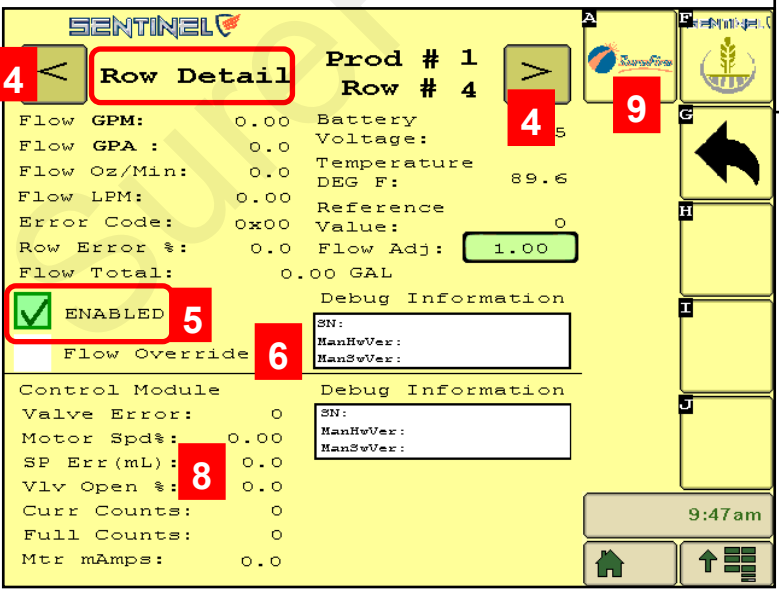 SENTINEL
4 < Row Detail Prod # 1 > 4
Row # 4
Flow GPM: 0.00
Flow GPA : 0.0
Flow Oz/Min: 0.0
Flow LPM: 0.00
Error Code: 0x00
Row Error %: 0.0
Flow Total: 0.00 GAL
Battery
Voltage: 5
Temperature
DEG F: 89.6
Reference
Value: 0
Flow Adj: 1.00
ENABLED 5
Flow Override 6
Debug Information
SN:
ManHwVer:
ManSwVer:
Control Module
Valve Error: 0
Motor Spd%: 0.00
SP Err(mL): 0.0
Vlv Open %: 0.0
8
Curr Counts: 0
Full Counts: 0
Mtr mAmps: 0.0
Debug Information
SN:
ManHwVer:
ManSwVer:
A
SureFire
9
F
SENTINEL
G
H
I
J
9:47am